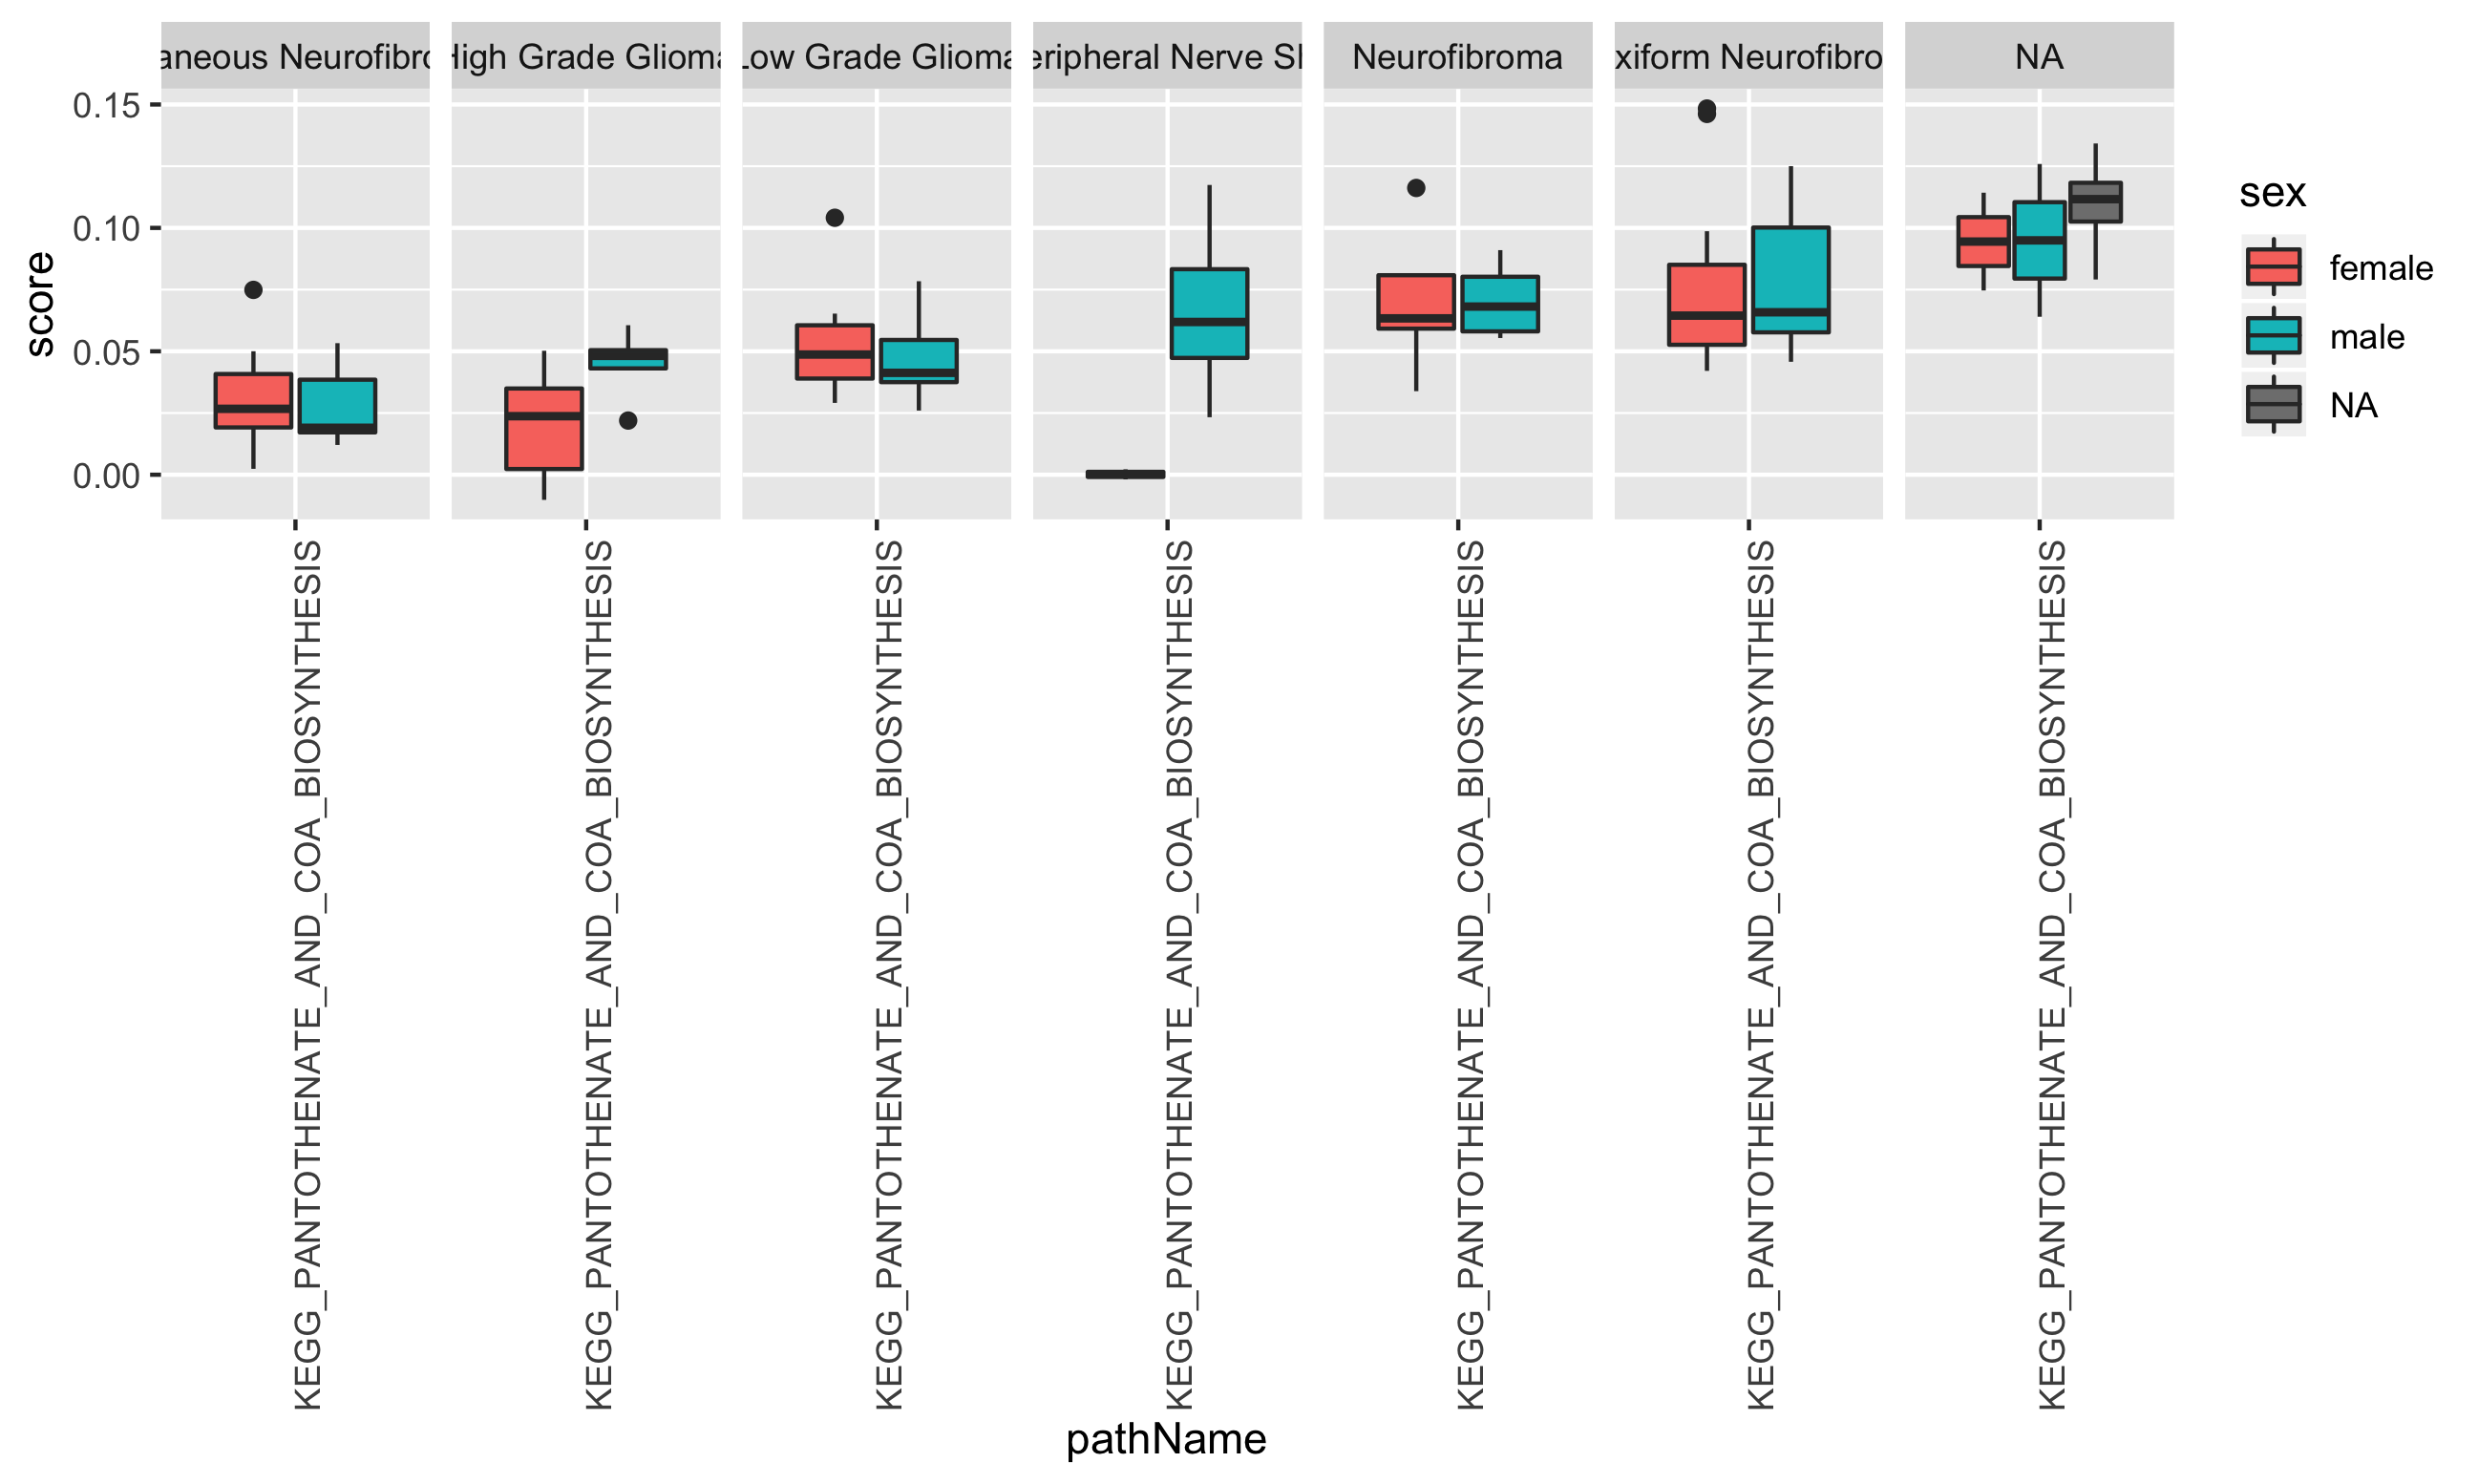 aneous Neurofibro
High Grade Glioma
Low Grade Glioma
eripheral Nerve Sh
Neurofibroma
xiform Neurofibro
NA
score
0.15
0.10
0.05
0.00
sex
female
male
NA
KEGG_PANTOTHENATE_AND_COA_BIOSYNTHESIS
KEGG_PANTOTHENATE_AND_COA_BIOSYNTHESIS
KEGG_PANTOTHENATE_AND_COA_BIOSYNTHESIS
KEGG_PANTOTHENATE_AND_COA_BIOSYNTHESIS
KEGG_PANTOTHENATE_AND_COA_BIOSYNTHESIS
KEGG_PANTOTHENATE_AND_COA_BIOSYNTHESIS
KEGG_PANTOTHENATE_AND_COA_BIOSYNTHESIS
pathName